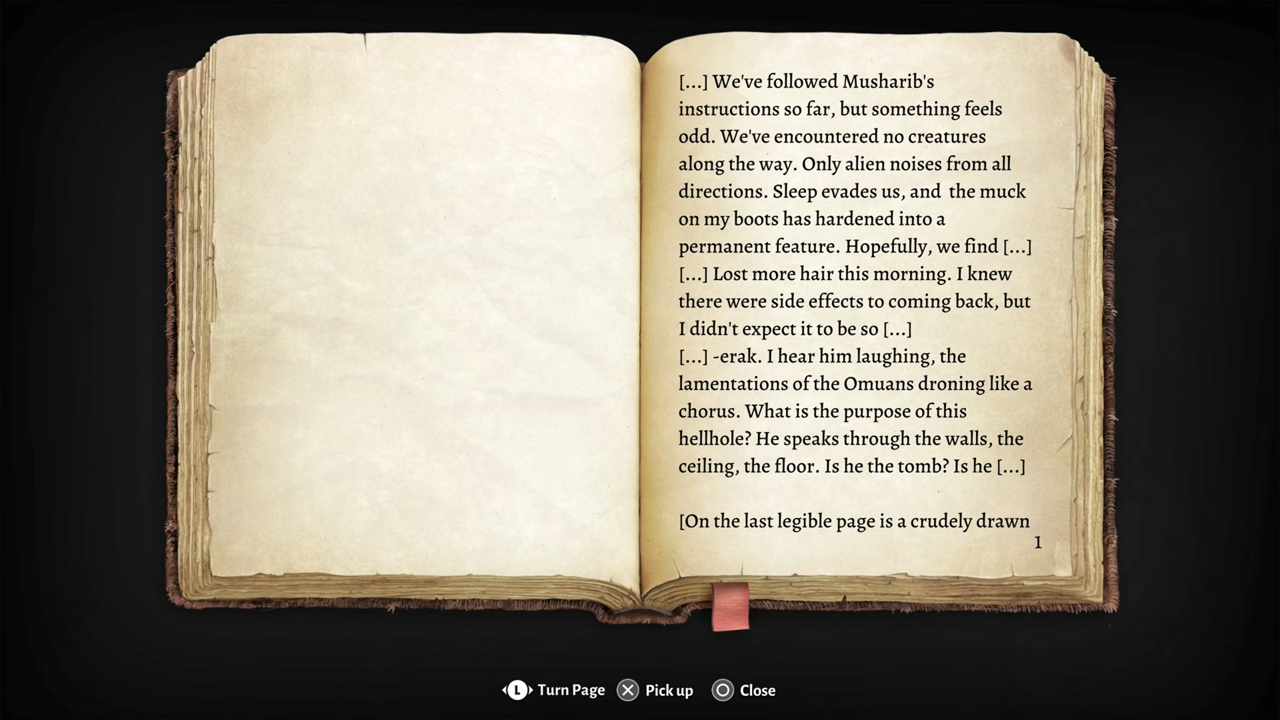 [...] We've followed Musharib's
instructions so far, but something feels
odd. We've encountered no creatures
along the way. Only alien noises from all
directions. Sleep evades us, and  the muck
on my boots has hardened into a
permanent feature. Hopefully, we find [...]
[...] Lost more hair this morning. I knew
there were side effects to coming back, but
I didn't expect it to be so [...]
[...] -erak. I hear him laughing, the
lamentations of the Omuans droning like a
chorus. What is the purpose of this
hellhole? He speaks through the walls, the
ceiling, the floor. Is he the tomb? Is he [...]
[On the last legible page is a crudely drawn
1
L Turn Page Pick up Close